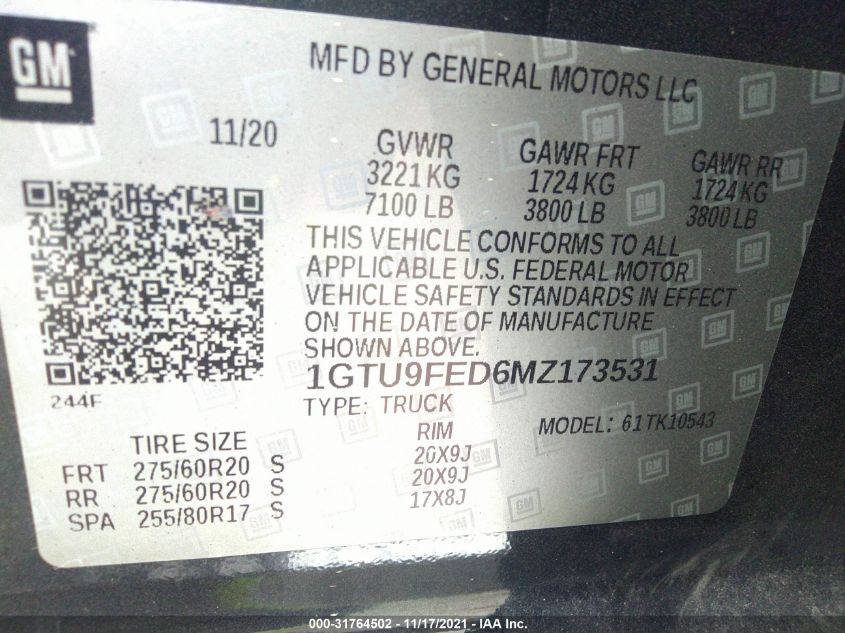 GM
MFD BY GENERAL MOTORS LLC
11/20
GVWR GAWR FRT GAWR RR
3221 KG 1724 KG 1724 KG
7100 LB 3800 LB 3800 LB
THIS VEHICLE CONFORMS TO ALL
APPLICABLE U.S. FEDERAL MOTOR
VEHICLE SAFETY STANDARDS IN EFFECT
ON THE DATE OF MANUFACTURE
SHOWN ABOVE.
1GTU9FED6MZ173531
244F
TYPE: TRUCK MODEL: 61TK10543
TIRE SIZE RIM
FRT 275/60R20 S 20X9J
RR 275/60R20 S 20X9J
SPA 255/80R17 S 17X8J
000-31764502 - 11/17/2021 - IAA Inc.